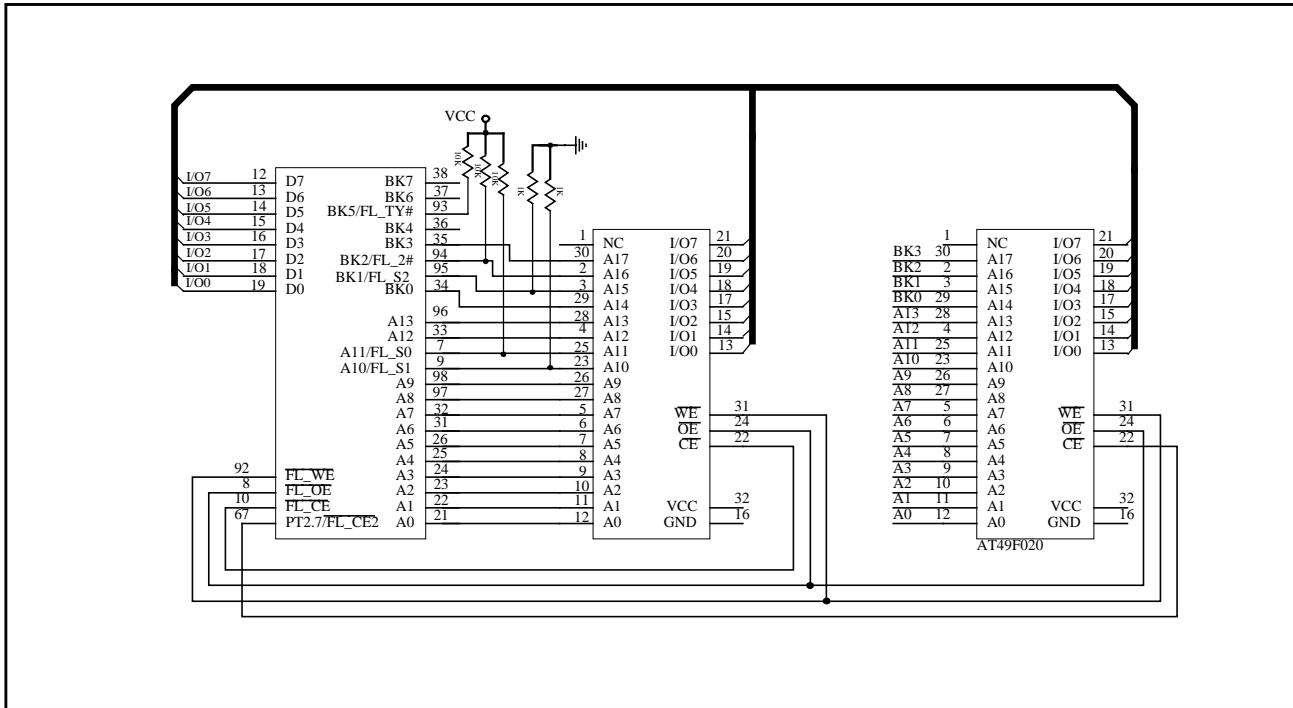 VCC
10K
10K
10K
1K
1K
I/O7 12 D7
I/O6 13 D6
I/O5 14 D5
I/O4 15 D4
I/O3 16 D3
I/O2 17 D2
I/O1 18 D1
I/O0 19 D0
92 FL_WE
8 FL_OE
10 FL_CE
67 PT2.7/FL_CE2
BK7 38
BK6 37
BK5/FL_TY# 93
BK4 36
BK3 35
BK2/FL_2# 94
BK1/FL_S2 95
BK0 34
A13 96
A12 33
A11/FL_S0 7
A10/FL_S1 9
A9 98
A8 97
A7 32
A6 31
A5 26
A4 25
A3 24
A2 23
A1 22
A0 21
1 NC
30 A17
2 A16
3 A15
29 A14
28 A13
4 A12
25 A11
23 A10
26 A9
27 A8
5 A7
6 A6
7 A5
8 A4
9 A3
10 A2
11 A1
12 A0
I/O7 21
I/O6 20
I/O5 19
I/O4 18
I/O3 17
I/O2 15
I/O1 14
I/O0 13
WE 31
OE 24
CE 22
VCC 32
GND 16
1 NC
BK3 30 A17
BK2 2 A16
BK1 3 A15
BK0 29 A14
A13 28 A13
A12 4 A12
A11 25 A11
A10 23 A10
A9 26 A9
A8 27 A8
A7 5 A7
A6 6 A6
A5 7 A5
A4 8 A4
A3 9 A3
A2 10 A2
A1 11 A1
A0 12 A0
I/O7 21
I/O6 20
I/O5 19
I/O4 18
I/O3 17
I/O2 15
I/O1 14
I/O0 13
WE 31
OE 24
CE 22
VCC 32
GND 16
AT49F020